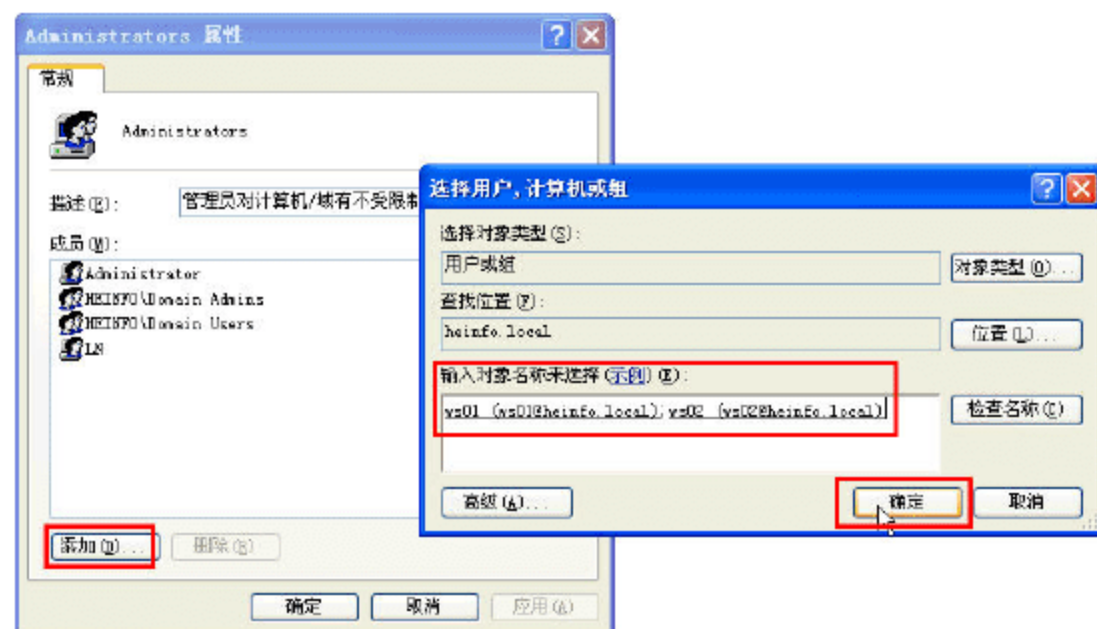 Administrators 属性
常规
Administrators
描述(E):
管理员对计算机/域有不受限制
成员(M):
Administrator
HEINFO\Domain Admins
HEINFO\Domain Users
LN
添加(D)...
删除(R)
确定
取消
应用(A)
选择用户,计算机或组
选择对象类型(S):
用户或组
对象类型(O)...
查找位置(F):
heinfo.local
位置(L)...
输入对象名称来选择(示例)(E):
ws01 (ws01@heinfo.local);ws02 (ws02@heinfo.local)
检查名称(C)
高级(A)...
确定
取消